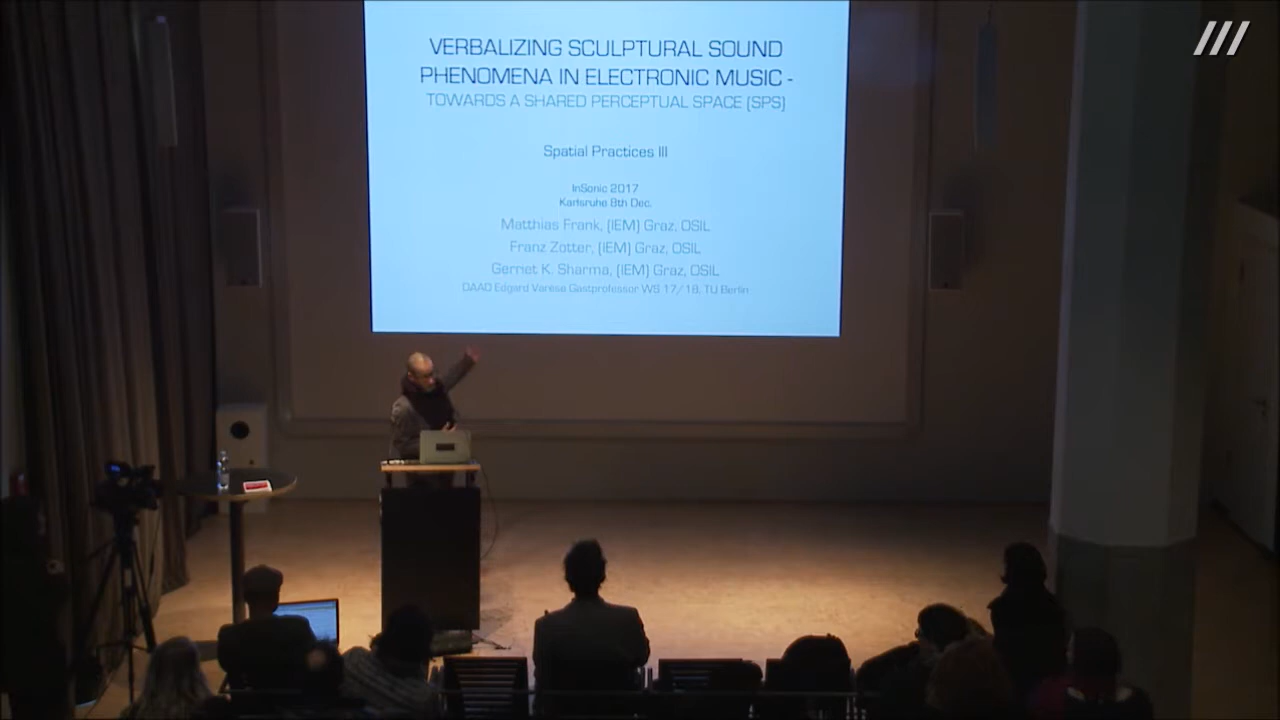 VERBALIZING SCULPTURAL SOUND
PHENOMENA IN ELECTRONIC MUSIC -
TOWARDS A SHARED PERCEPTUAL SPACE (SPS)
Spatial Practices III
InSonic 2017
Karlsruhe 8th Dec.
Matthias Frank, (IEM) Graz, OSIL
Franz Zotter, (IEM) Graz, OSIL
Gerriet K. Sharma, (IEM) Graz, OSIL
DAAD Edgard Varèse Gastprofessor WS 17/18, TU Berlin